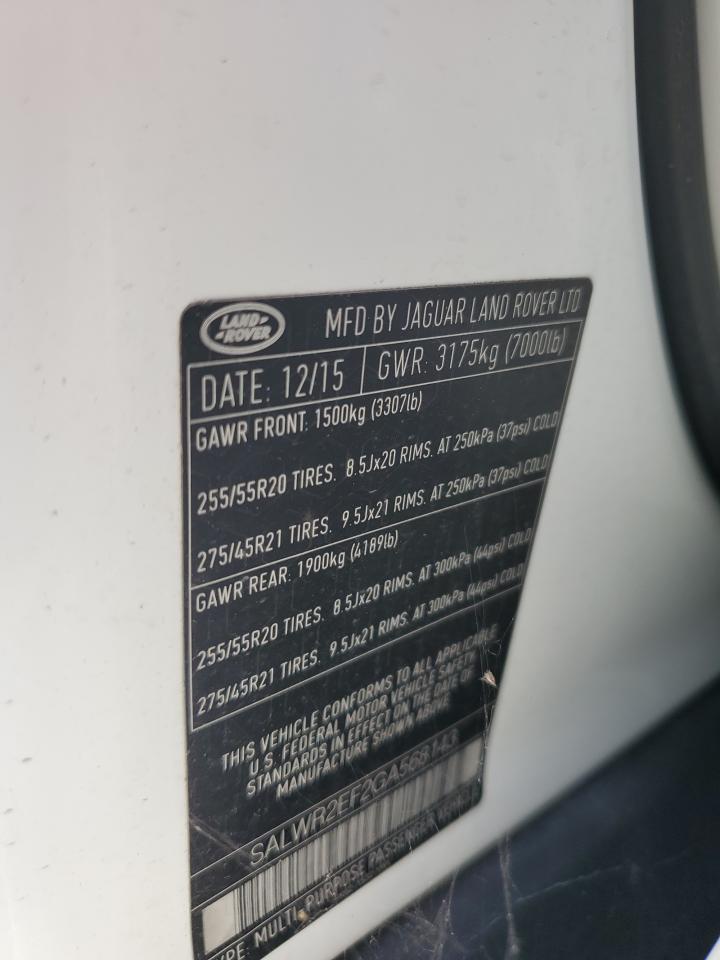 LAND-
-ROVER
MFD BY JAGUAR LAND ROVER LTD
DATE: 12/15 GWR: 3175kg (7000lb)
GAWR FRONT: 1500kg (3307lb)
255/55R20 TIRES. 8.5Jx20 RIMS. AT 250kPa (37psi) COLD
275/45R21 TIRES. 9.5Jx21 RIMS. AT 250kPa (37psi) COLD
GAWR REAR: 1900kg (4189lb)
255/55R20 TIRES. 8.5Jx20 RIMS. AT 300kPa (44psi) COLD
275/45R21 TIRES. 9.5Jx21 RIMS. AT 300kPa (44psi) COLD
THIS VEHICLE CONFORMS TO ALL APPLICABLE
U.S. FEDERAL MOTOR VEHICLE SAFETY
STANDARDS IN EFFECT ON THE DATE OF
MANUFACTURE SHOWN ABOVE
SALWR2EF2GA568143
TYPE: MULTI-PURPOSE PASSENGER VEHICLE